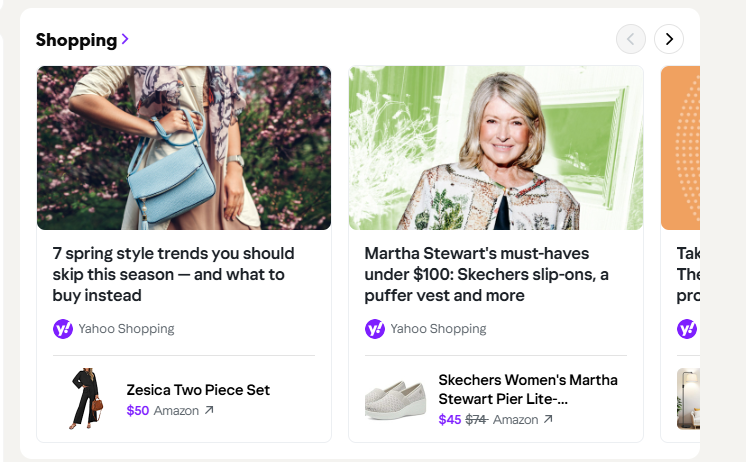 Shopping
7 spring style trends you should
skip this season — and what to
buy instead
y!
Yahoo Shopping
Zesica Two Piece Set
$50 Amazon
Martha Stewart's must-haves
under $100: Skechers slip-ons, a
puffer vest and more
y!
Yahoo Shopping
Skechers Women's Martha
Stewart Pier Lite-...
$45 $74 Amazon
Tak
The
pro
y!